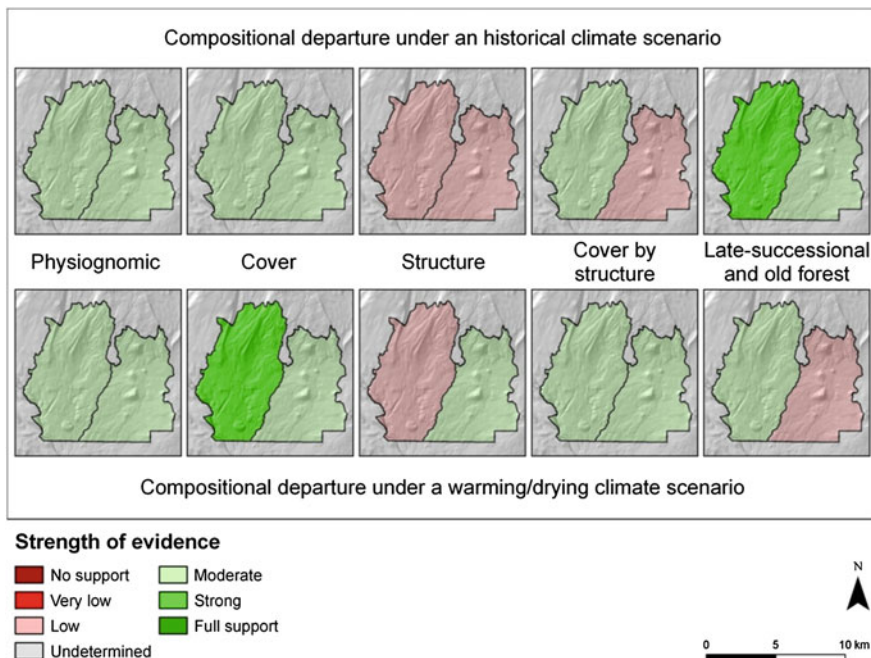 Compositional departure under an historical climate scenario
Physiognomic
Cover
Structure
Cover by
structure
Late-successional
and old forest
Compositional departure under a warming/drying climate scenario
Strength of evidence
No support
Very low
Low
Undetermined
Moderate
Strong
Full support
N
0 5 10 km